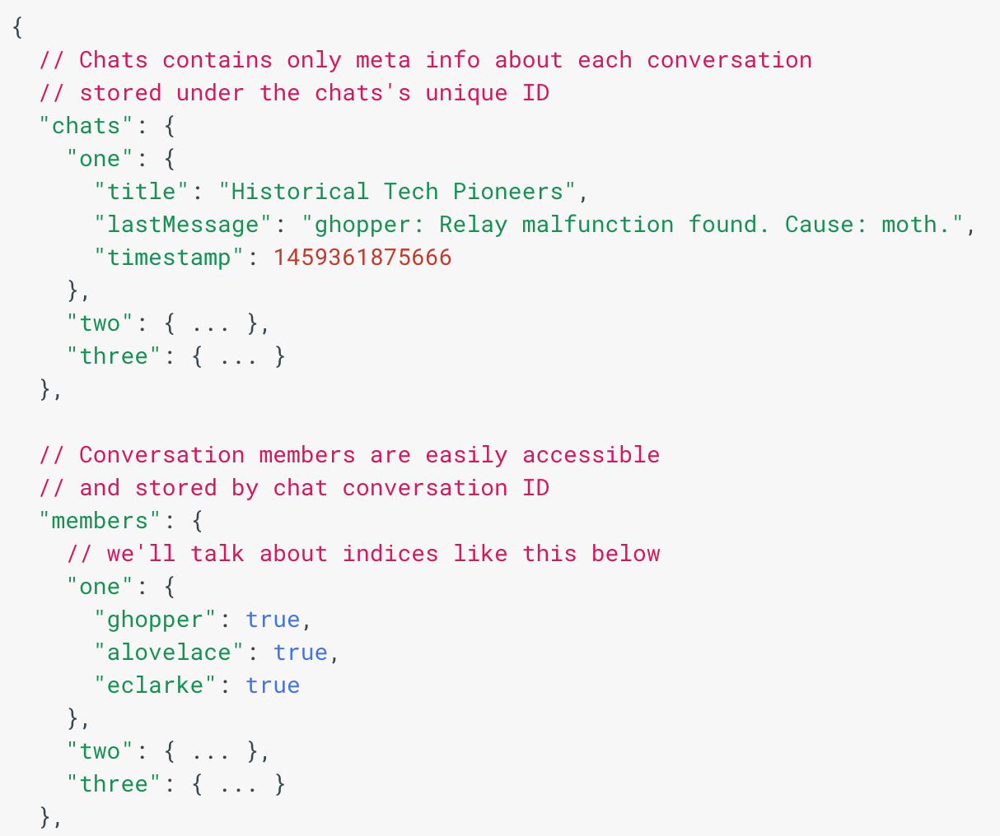 {
  // Chats contains only meta info about each conversation
  // stored under the chats's unique ID
  "chats": {
    "one": {
      "title": "Historical Tech Pioneers",
      "lastMessage": "ghopper: Relay malfunction found. Cause: moth.",
      "timestamp": 1459361875666
    },
    "two": { ... },
    "three": { ... }
  },

  // Conversation members are easily accessible
  // and stored by chat conversation ID
  "members": {
    // we'll talk about indices like this below
    "one": {
      "ghopper": true,
      "alovelace": true,
      "eclarke": true
    },
    "two": { ... },
    "three": { ... }
  },